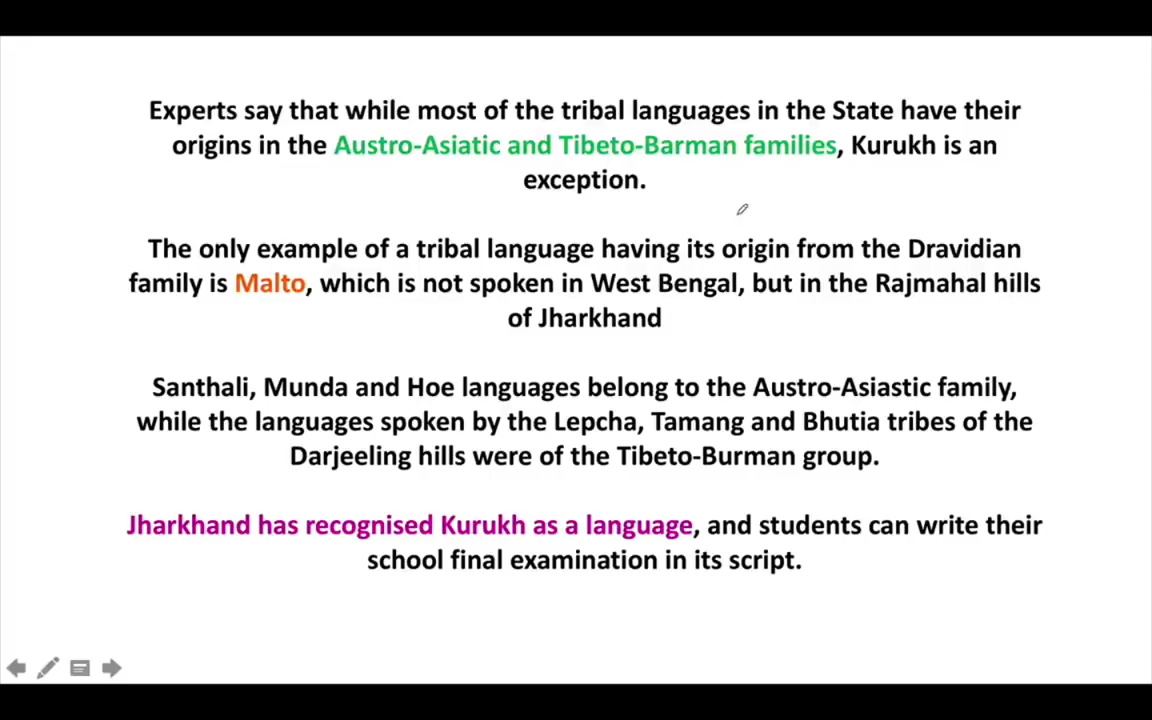 Experts say that while most of the tribal languages in the State have their
origins in the Austro-Asiatic and Tibeto-Barman families, Kurukh is an
exception.
The only example of a tribal language having its origin from the Dravidian
family is Malto, which is not spoken in West Bengal, but in the Rajmahal hills
of Jharkhand
Santhali, Munda and Hoe languages belong to the Austro-Asiastic family,
while the languages spoken by the Lepcha, Tamang and Bhutia tribes of the
Darjeeling hills were of the Tibeto-Burman group.
Jharkhand has recognised Kurukh as a language, and students can write their
school final examination in its script.